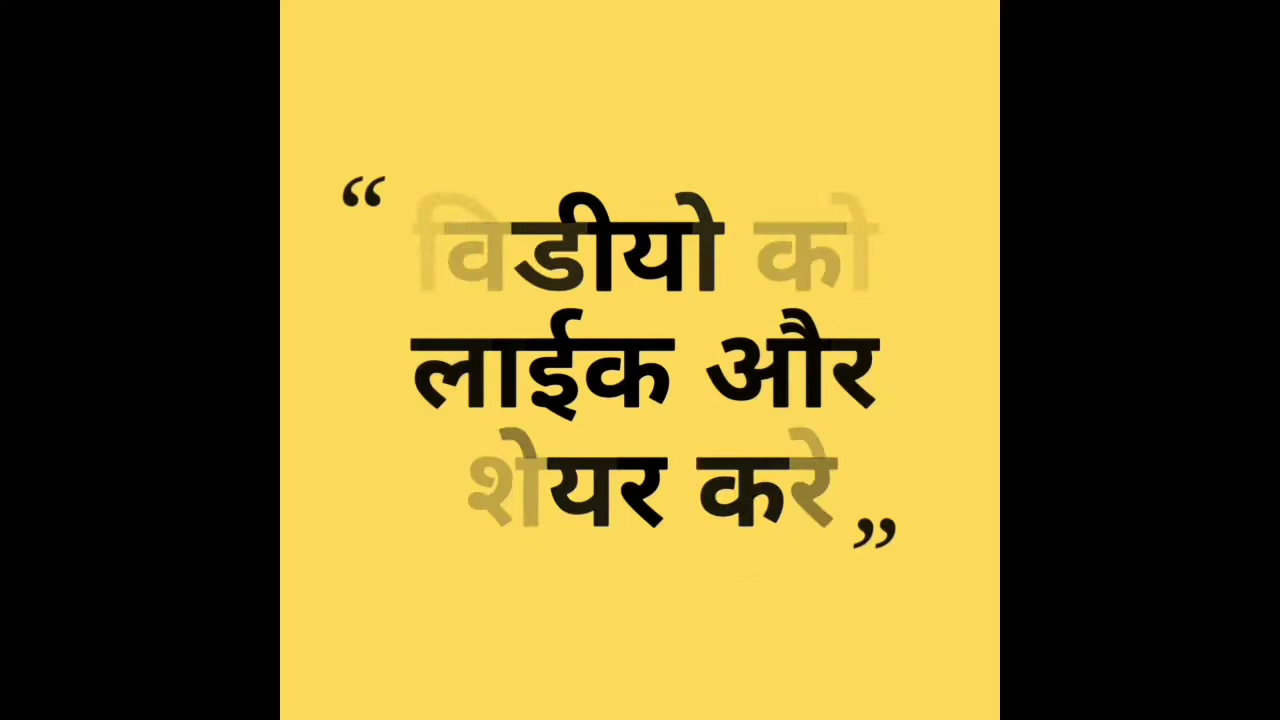 “ विडीयो को
लाईक और
शेयर करे ”